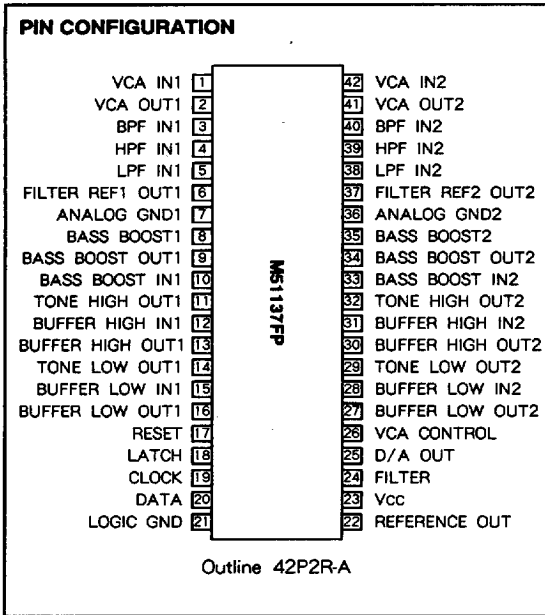 PIN CONFIGURATION
VCA IN1 1
VCA OUT1 2
BPF IN1 3
HPF IN1 4
LPF IN1 5
FILTER REF1 OUT1 6
ANALOG GND1 7
BASS BOOST1 8
BASS BOOST OUT1 9
BASS BOOST IN1 10
TONE HIGH OUT1 11
BUFFER HIGH IN1 12
BUFFER HIGH OUT1 13
TONE LOW OUT1 14
BUFFER LOW IN1 15
BUFFER LOW OUT1 16
RESET 17
LATCH 18
CLOCK 19
DATA 20
LOGIC GND 21
M51137FP
42 VCA IN2
41 VCA OUT2
40 BPF IN2
39 HPF IN2
38 LPF IN2
37 FILTER REF2 OUT2
36 ANALOG GND2
35 BASS BOOST2
34 BASS BOOST OUT2
33 BASS BOOST IN2
32 TONE HIGH OUT2
31 BUFFER HIGH IN2
30 BUFFER HIGH OUT2
29 TONE LOW OUT2
28 BUFFER LOW IN2
27 BUFFER LOW OUT2
26 VCA CONTROL
25 D/A OUT
24 FILTER
23 Vcc
22 REFERENCE OUT
Outline 42P2R-A